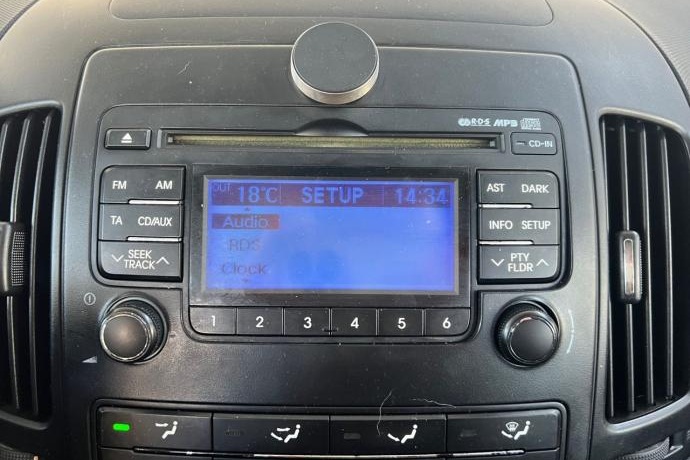 RDS MP3
CD-IN
FM AM
TA CD/AUX
SEEK
TRACK
OUT 18°C SETUP 14:34
Audio
RDS
Clock
AST DARK
INFO SETUP
PTY
FLDR
1 2 3 4 5 6